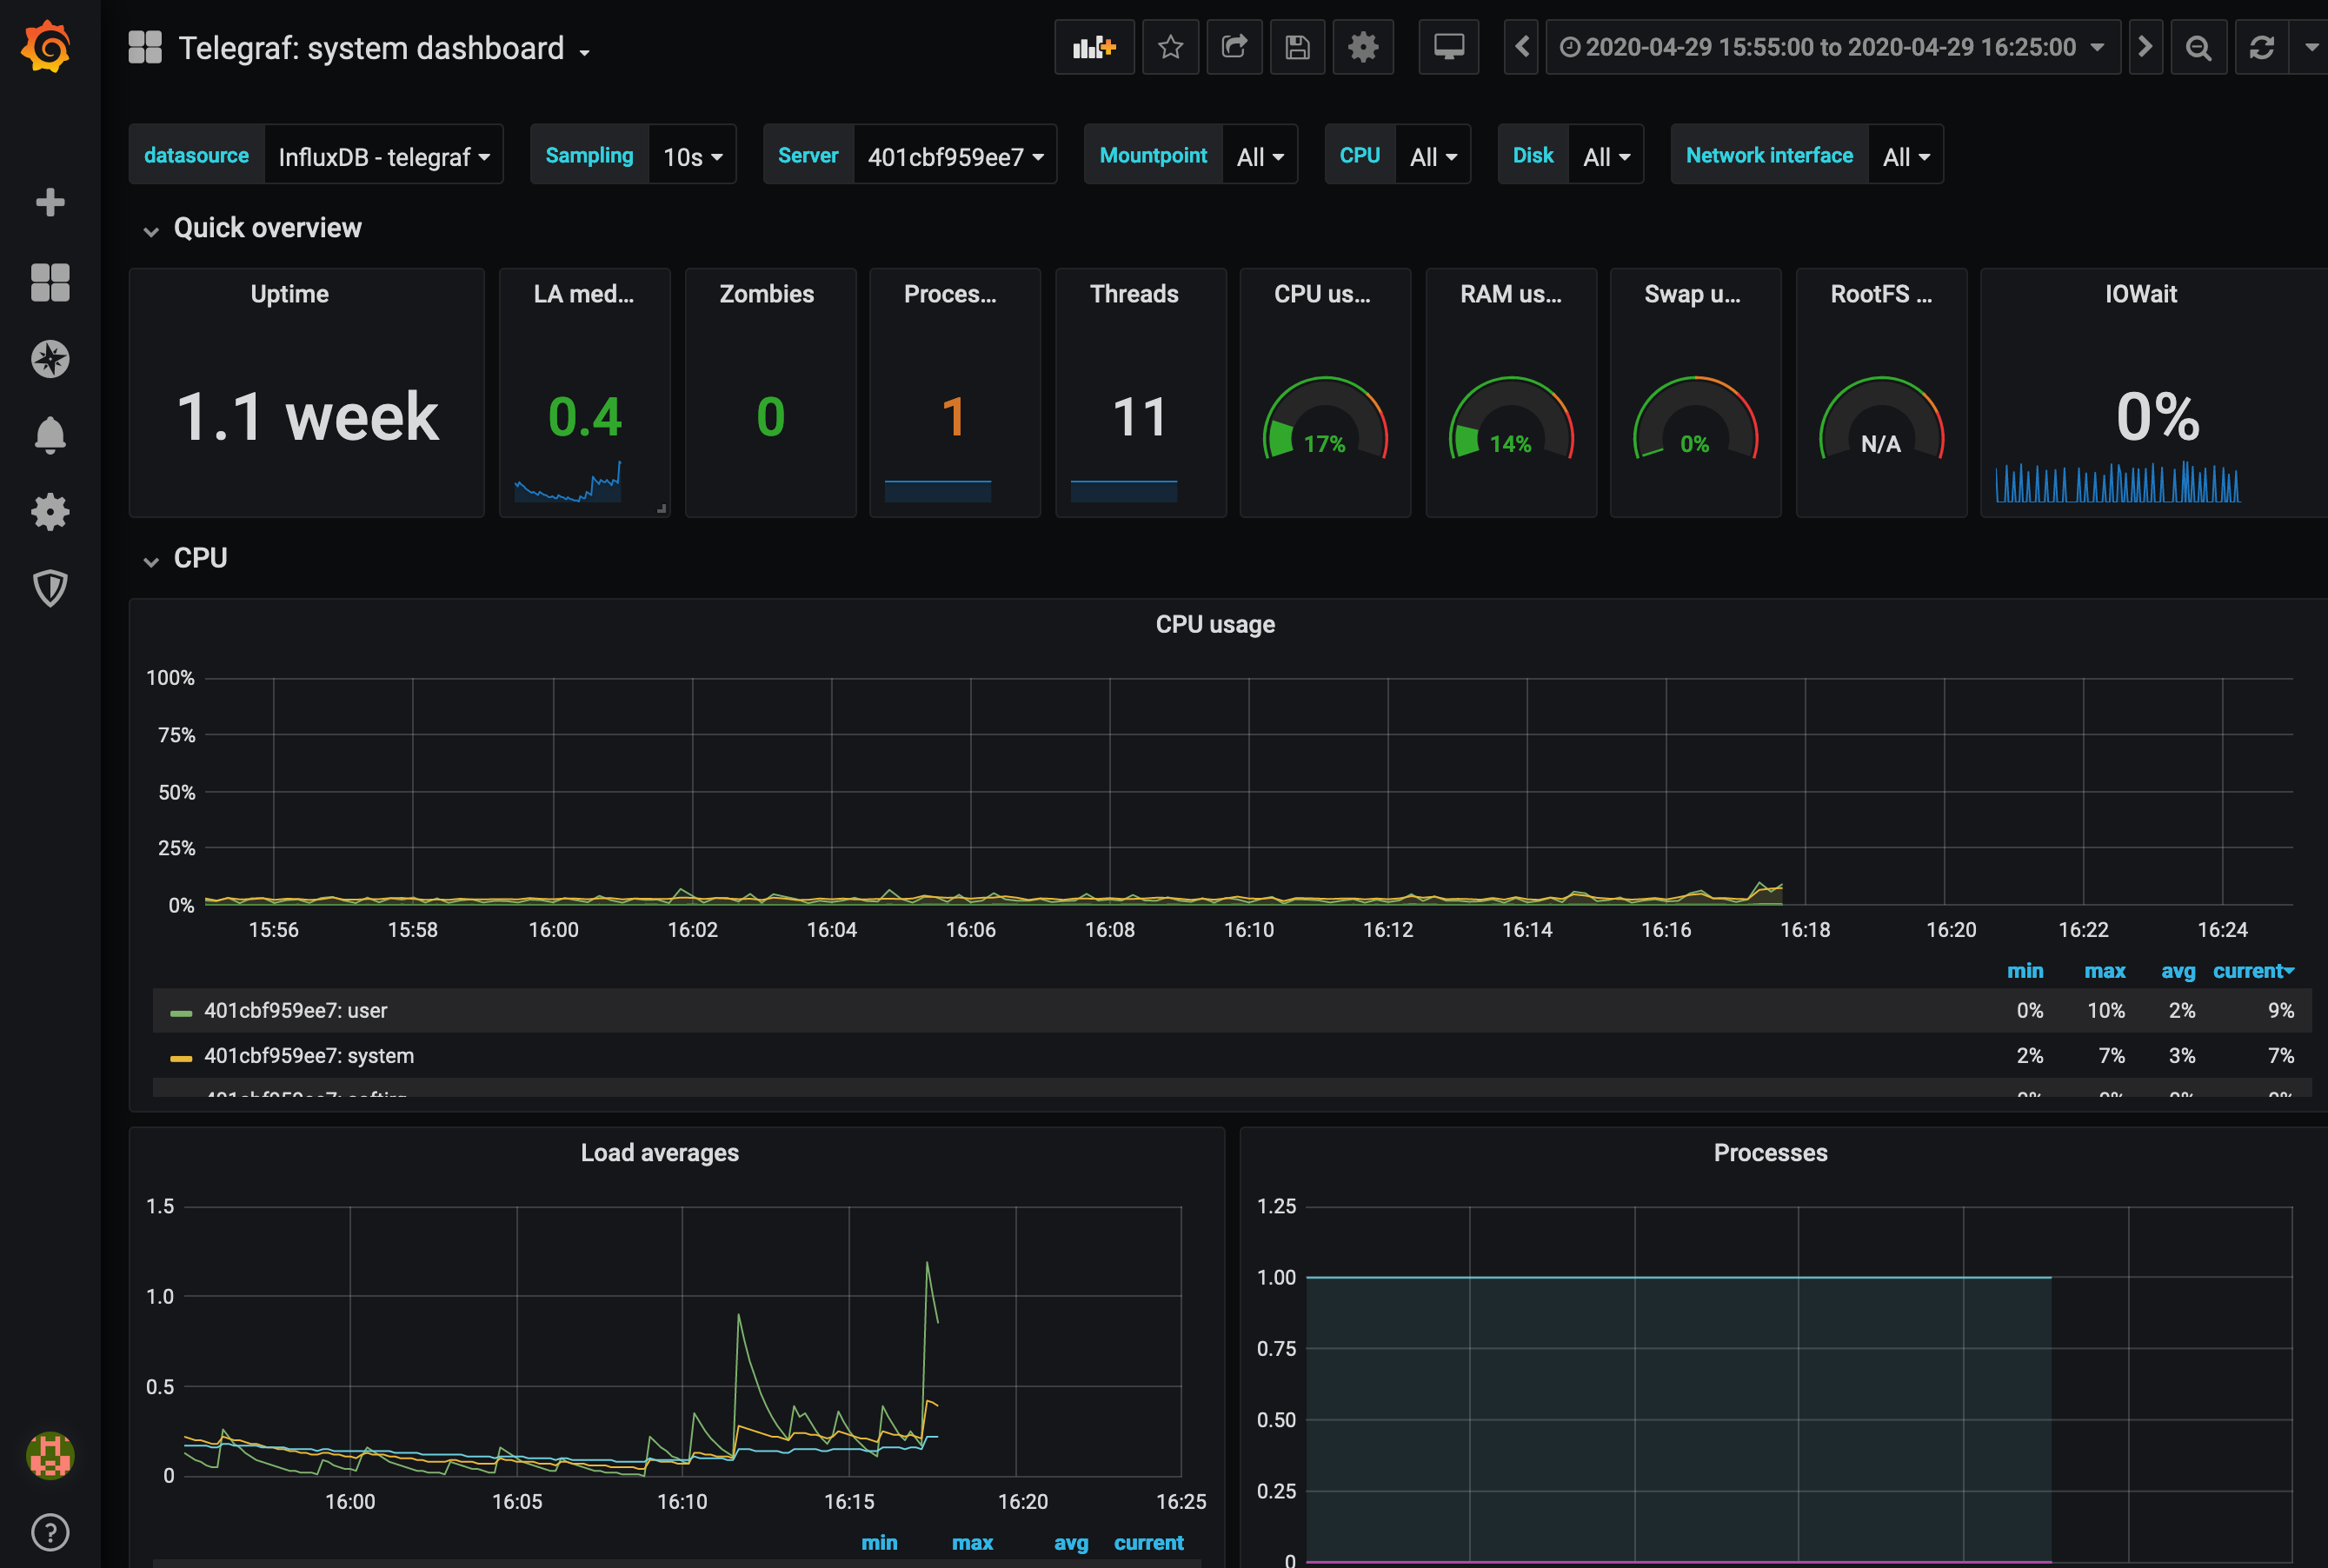 Telegraf: system dashboard
2020-04-29 15:55:00 to 2020-04-29 16:25:00
datasource InfluxDB - telegraf Sampling 10s Server 401cbf959ee7 Mountpoint All CPU All Disk All Network interface All
Quick overview
Uptime LA med... Zombies Proces... Threads CPU us... RAM us... Swap u... RootFS ... IOWait
1.1 week 0.4 0 1 11 17% 14% 0% N/A 0%
CPU
CPU usage
100%
75%
50%
25%
0%
15:56 15:58 16:00 16:02 16:04 16:06 16:08 16:10 16:12 16:14 16:16 16:18 16:20 16:22 16:24
min max avg current
401cbf959ee7: user 0% 10% 2% 9%
401cbf959ee7: system 2% 7% 3% 7%
Load averages
1.5
1.0
0.5
0
16:00 16:05 16:10 16:15 16:20 16:25
min max avg current
Processes
1.25
1.00
0.75
0.50
0.25
0
?